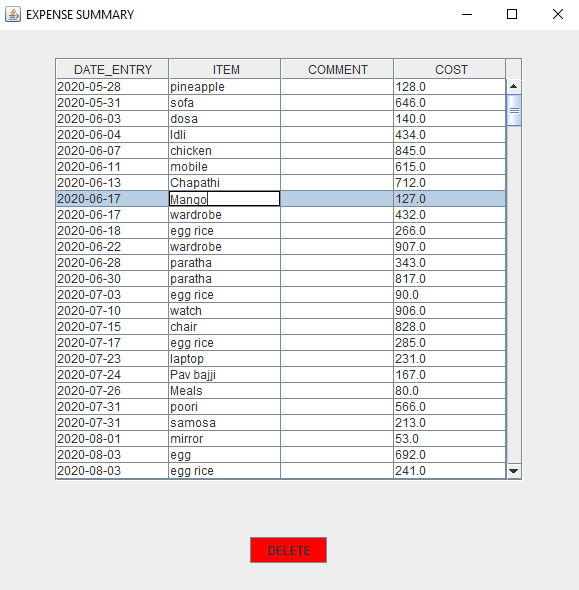 EXPENSE SUMMARY
DATE_ENTRY ITEM COMMENT COST
2020-05-28 pineapple 128.0
2020-05-31 sofa 646.0
2020-06-03 dosa 140.0
2020-06-04 Idli 434.0
2020-06-07 chicken 845.0
2020-06-11 mobile 615.0
2020-06-13 Chapathi 712.0
2020-06-17 Mango 127.0
2020-06-17 wardrobe 432.0
2020-06-18 egg rice 266.0
2020-06-22 wardrobe 907.0
2020-06-28 paratha 343.0
2020-06-30 paratha 817.0
2020-07-03 egg rice 90.0
2020-07-10 watch 906.0
2020-07-15 chair 828.0
2020-07-17 egg rice 285.0
2020-07-23 laptop 231.0
2020-07-24 Pav bajji 167.0
2020-07-26 Meals 80.0
2020-07-31 poori 566.0
2020-07-31 samosa 213.0
2020-08-01 mirror 53.0
2020-08-03 egg 692.0
2020-08-03 egg rice 241.0
DELETE